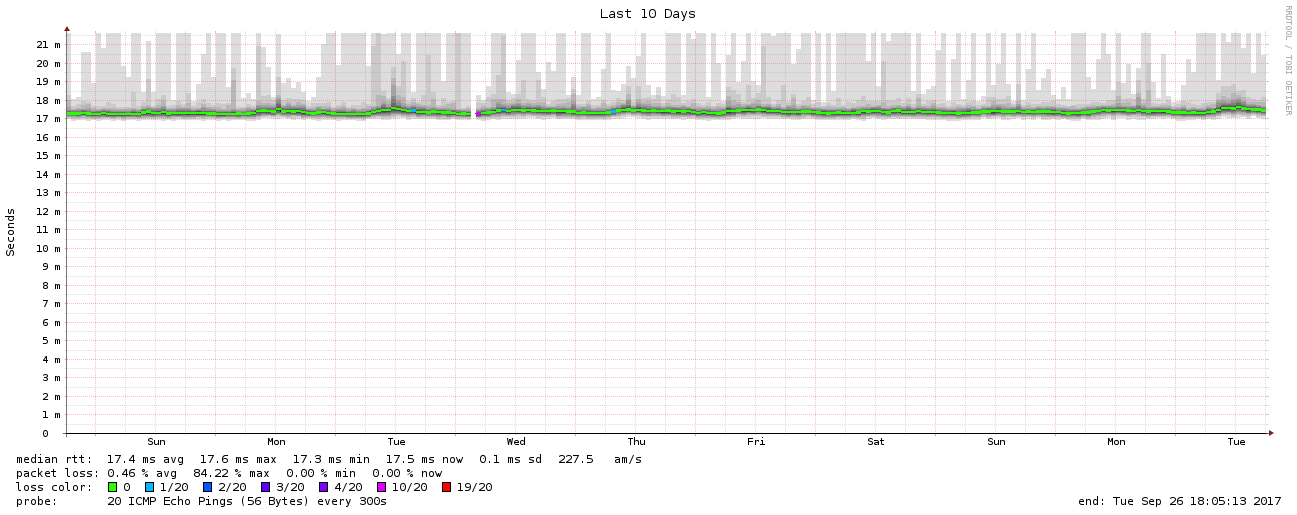 Last 10 Days
RRDTOOL / TOBI OETIKER
Seconds
21 m
20 m
19 m
18 m
17 m
16 m
15 m
14 m
13 m
12 m
11 m
10 m
9 m
8 m
7 m
6 m
5 m
4 m
3 m
2 m
1 m
0
Sun Mon Tue Wed Thu Fri Sat Sun Mon Tue
median rtt: 17.4 ms avg 17.6 ms max 17.3 ms min 17.5 ms now 0.1 ms sd 227.5 am/s
packet loss: 0.46 % avg 84.22 % max 0.00 % min 0.00 % now
loss color: 0 1/20 2/20 3/20 4/20 10/20 19/20
probe: 20 ICMP Echo Pings (56 Bytes) every 300s end: Tue Sep 26 18:05:13 2017